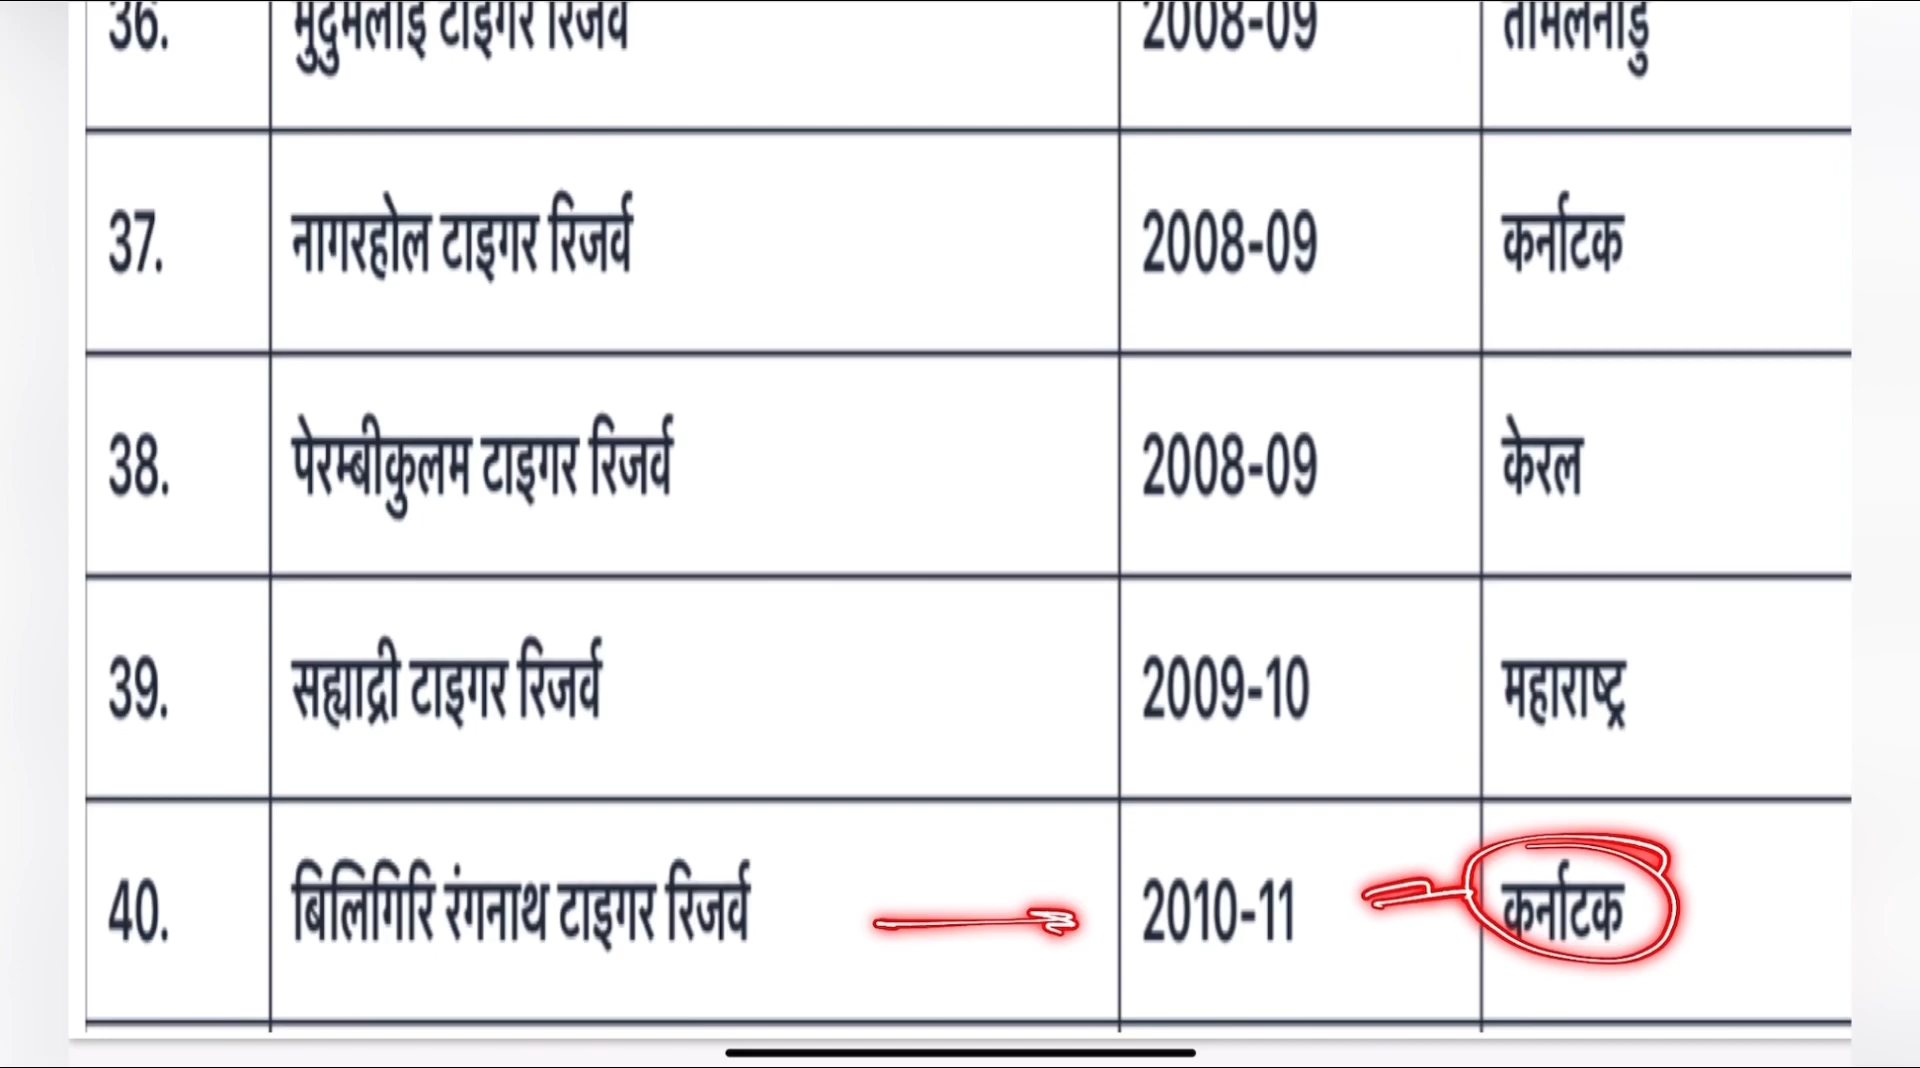 36. मुदुमलाई टाइगर रिजर्व 2008-09 तमिलनाडु
37. नागरहोल टाइगर रिजर्व 2008-09 कर्नाटक
38. पेरम्बीकुलम टाइगर रिजर्व 2008-09 केरल
39. सह्याद्री टाइगर रिजर्व 2009-10 महाराष्ट्र
40. बिलिगिरि रंगनाथ टाइगर रिजर्व 2010-11 कर्नाटक